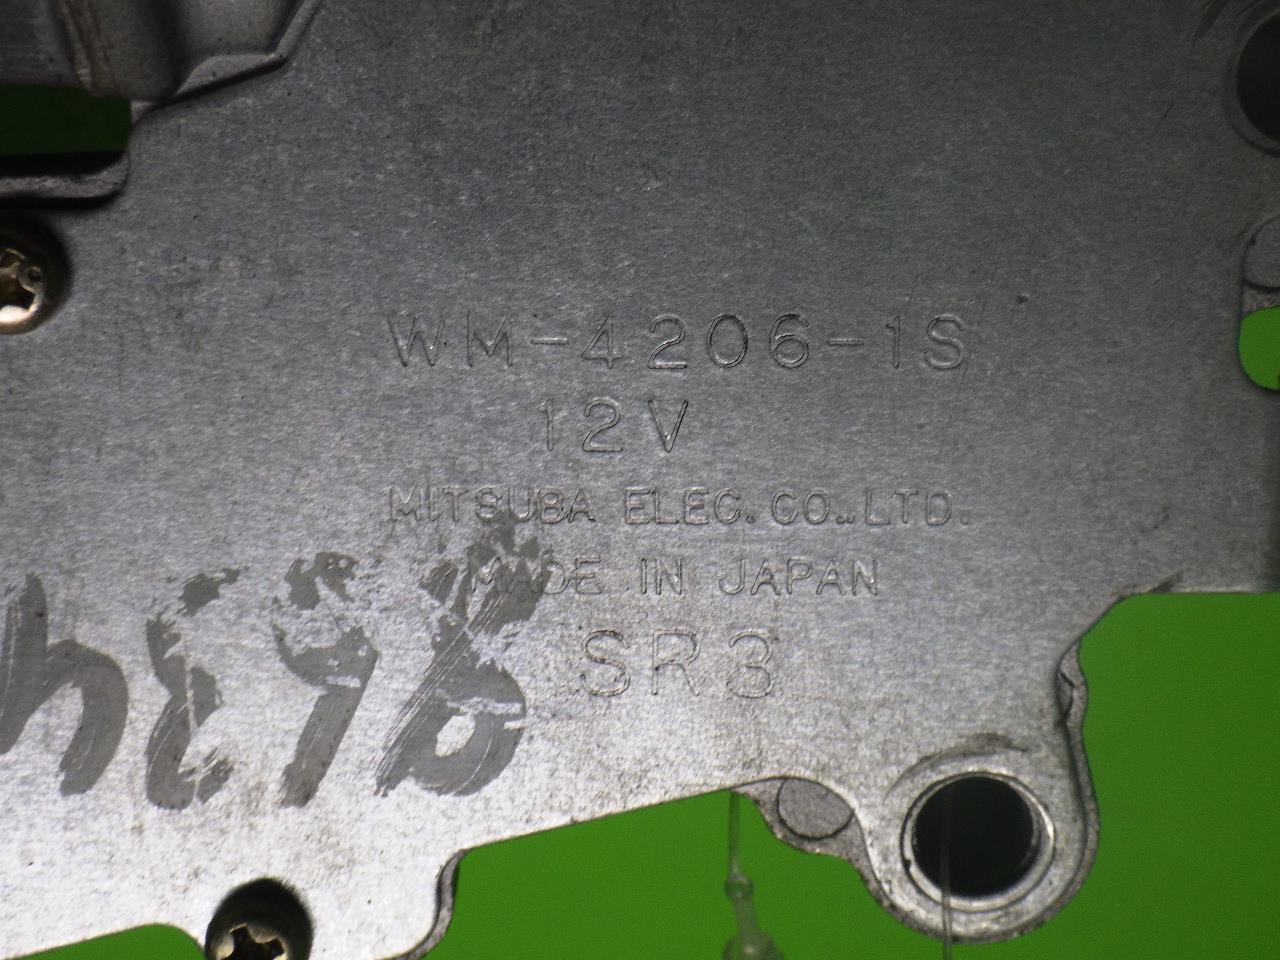 WM-4206-1S
12V
MITSUBA ELEC. CO., LTD.
MADE IN JAPAN
SR3